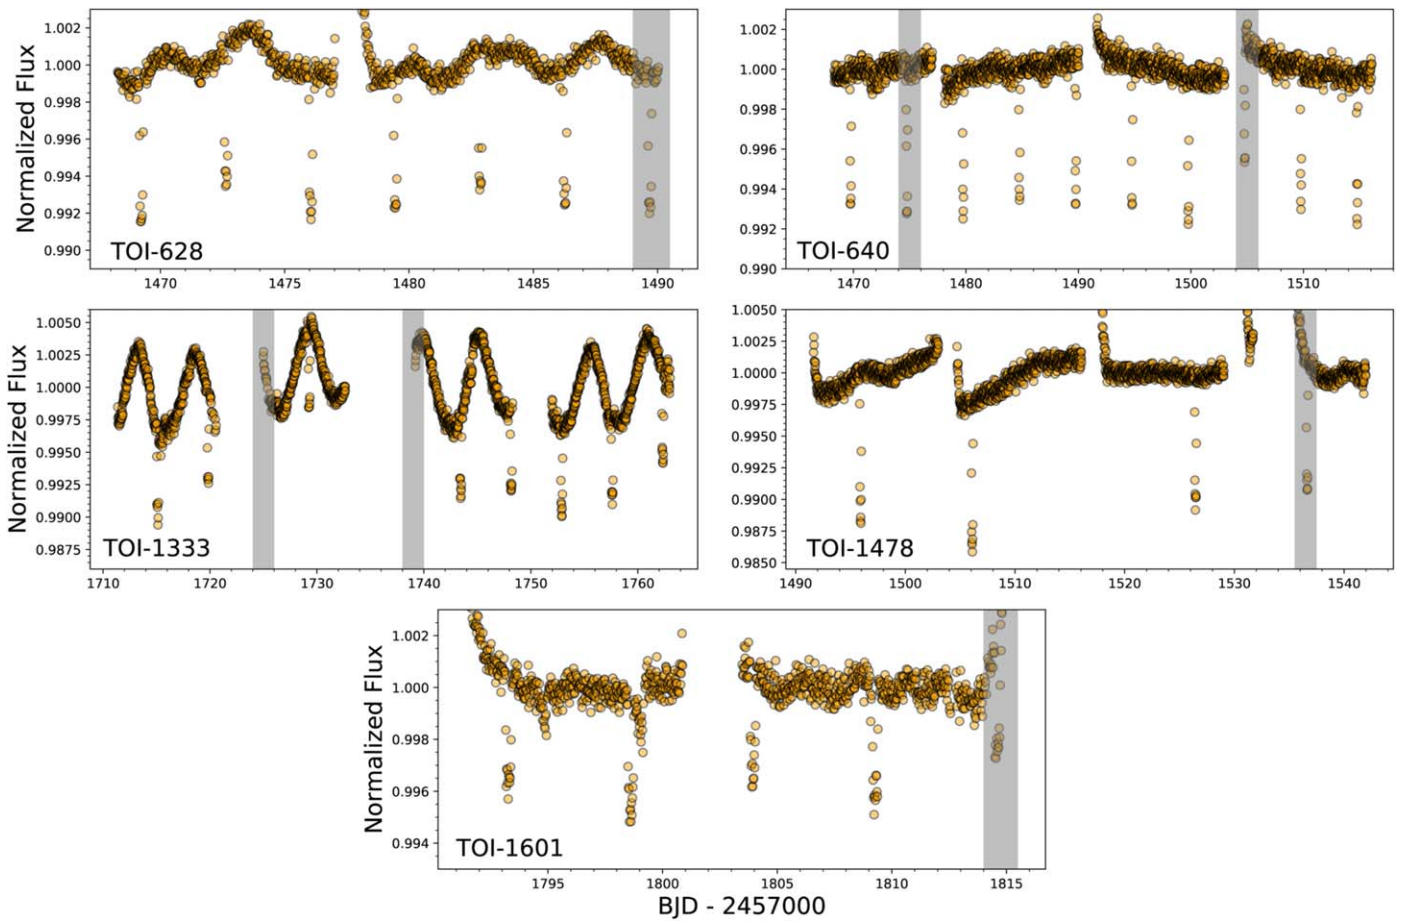 Normalized Flux
1.002
1.000
0.998
0.996
0.994
0.992
0.990
TOI-628
1470 1475 1480 1485 1490
1.002
1.000
0.998
0.996
0.994
0.992
0.990
TOI-640
1470 1480 1490 1500 1510
Normalized Flux
1.0050
1.0025
1.0000
0.9975
0.9950
0.9925
0.9900
0.9875
TOI-1333
1710 1720 1730 1740 1750 1760
1.0050
1.0025
1.0000
0.9975
0.9950
0.9925
0.9900
0.9875
0.9850
TOI-1478
1490 1500 1510 1520 1530 1540
Normalized Flux
1.002
1.000
0.998
0.996
0.994
TOI-1601
1795 1800 1805 1810 1815
BJD - 2457000